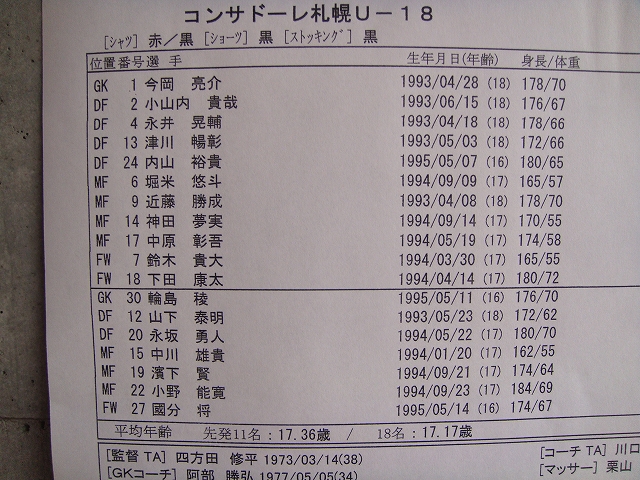 コンサドーレ札幌U－18
[シャツ] 赤／黒 [ショーツ] 黒 [ストッキング] 黒
位置 番号 選 手 生年月日(年齢) 身長/体重
GK 1 今岡 亮介 1993/04/28 (18) 178/70
DF 2 小山内 貴哉 1993/06/15 (18) 176/67
DF 4 永井 晃輔 1993/04/18 (18) 178/66
DF 13 津川 暢彰 1993/05/03 (18) 172/66
DF 24 内山 裕貴 1995/05/07 (16) 180/65
MF 6 堀米 悠斗 1994/09/09 (17) 165/57
MF 9 近藤 勝成 1993/04/08 (18) 178/70
MF 14 神田 夢実 1994/09/14 (17) 170/55
MF 17 中原 彰吾 1994/05/19 (17) 174/58
FW 7 鈴木 貴大 1994/03/30 (17) 165/55
FW 18 下田 康太 1994/04/14 (17) 180/72
GK 30 輪島 稜 1995/05/11 (16) 176/70
DF 12 山下 泰明 1993/05/23 (18) 172/62
DF 20 永坂 勇人 1994/05/22 (17) 180/70
MF 15 中川 雄貴 1994/01/20 (17) 162/55
MF 19 濱下 賢 1994/09/21 (17) 174/64
MF 22 小野 能寛 1994/09/23 (17) 184/69
FW 27 國分 将 1995/05/14 (16) 174/67
平均年齢 先発11名：17.36歳 / 18名：17.17歳
[監督 TA] 四方田 修平 1973/03/14(38) [コーチ TA] 川口
[GKコーチ] 阿部 勝弘 1977/05/05(34) [マッサー] 栗山